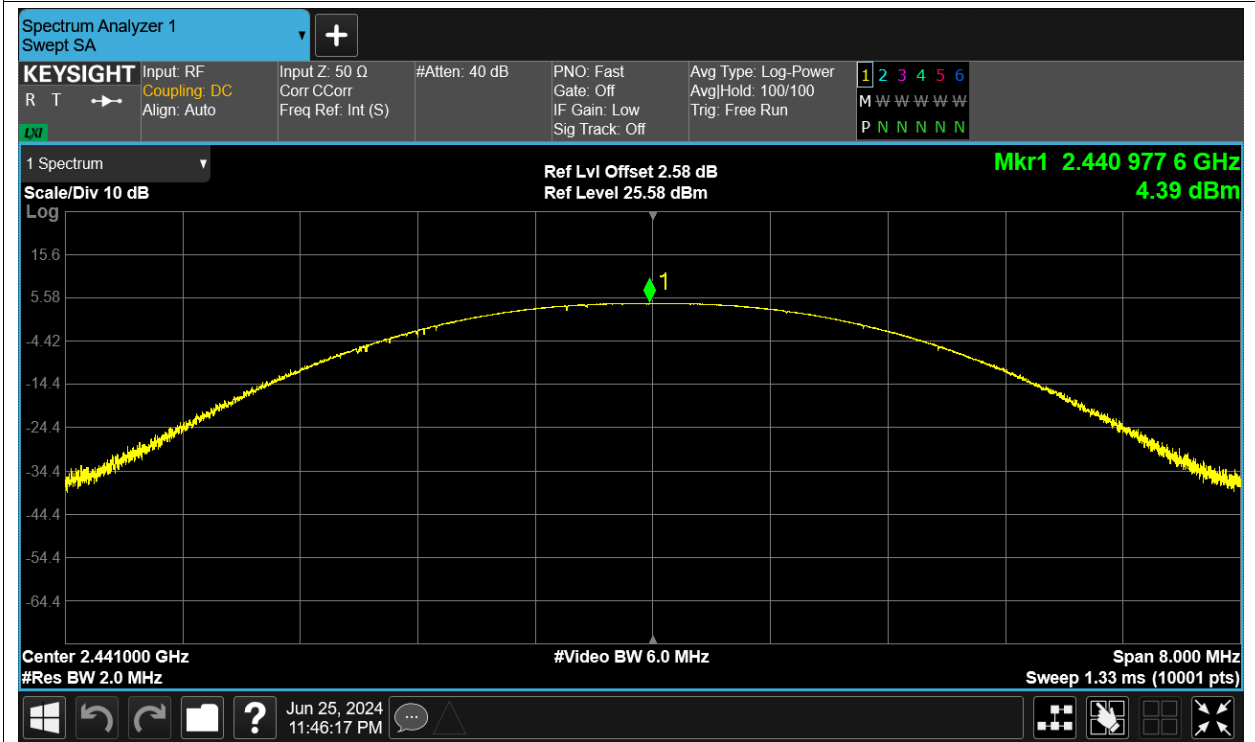 Spectrum Analyzer 1
Swept SA
+
KEYSIGHT
R T
LXI
Input: RF
Coupling: DC
Align: Auto
Input Z: 50 Ω
Corr CCorr
Freq Ref: Int (S)
#Atten: 40 dB
PNO: Fast
Gate: Off
IF Gain: Low
Sig Track: Off
Avg Type: Log-Power
Avg|Hold: 100/100
Trig: Free Run
1 2 3 4 5 6
M W W W W W
P N N N N N
1 Spectrum
Scale/Div 10 dB
Log
Ref Lvl Offset 2.58 dB
Ref Level 25.58 dBm
Mkr1 2.440 977 6 GHz
4.39 dBm
1
15.6
5.58
-4.42
-14.4
-24.4
-34.4
-44.4
-54.4
-64.4
Center 2.441000 GHz
#Res BW 2.0 MHz
#Video BW 6.0 MHz
Span 8.000 MHz
Sweep 1.33 ms (10001 pts)
?
Jun 25, 2024
11:46:17 PM